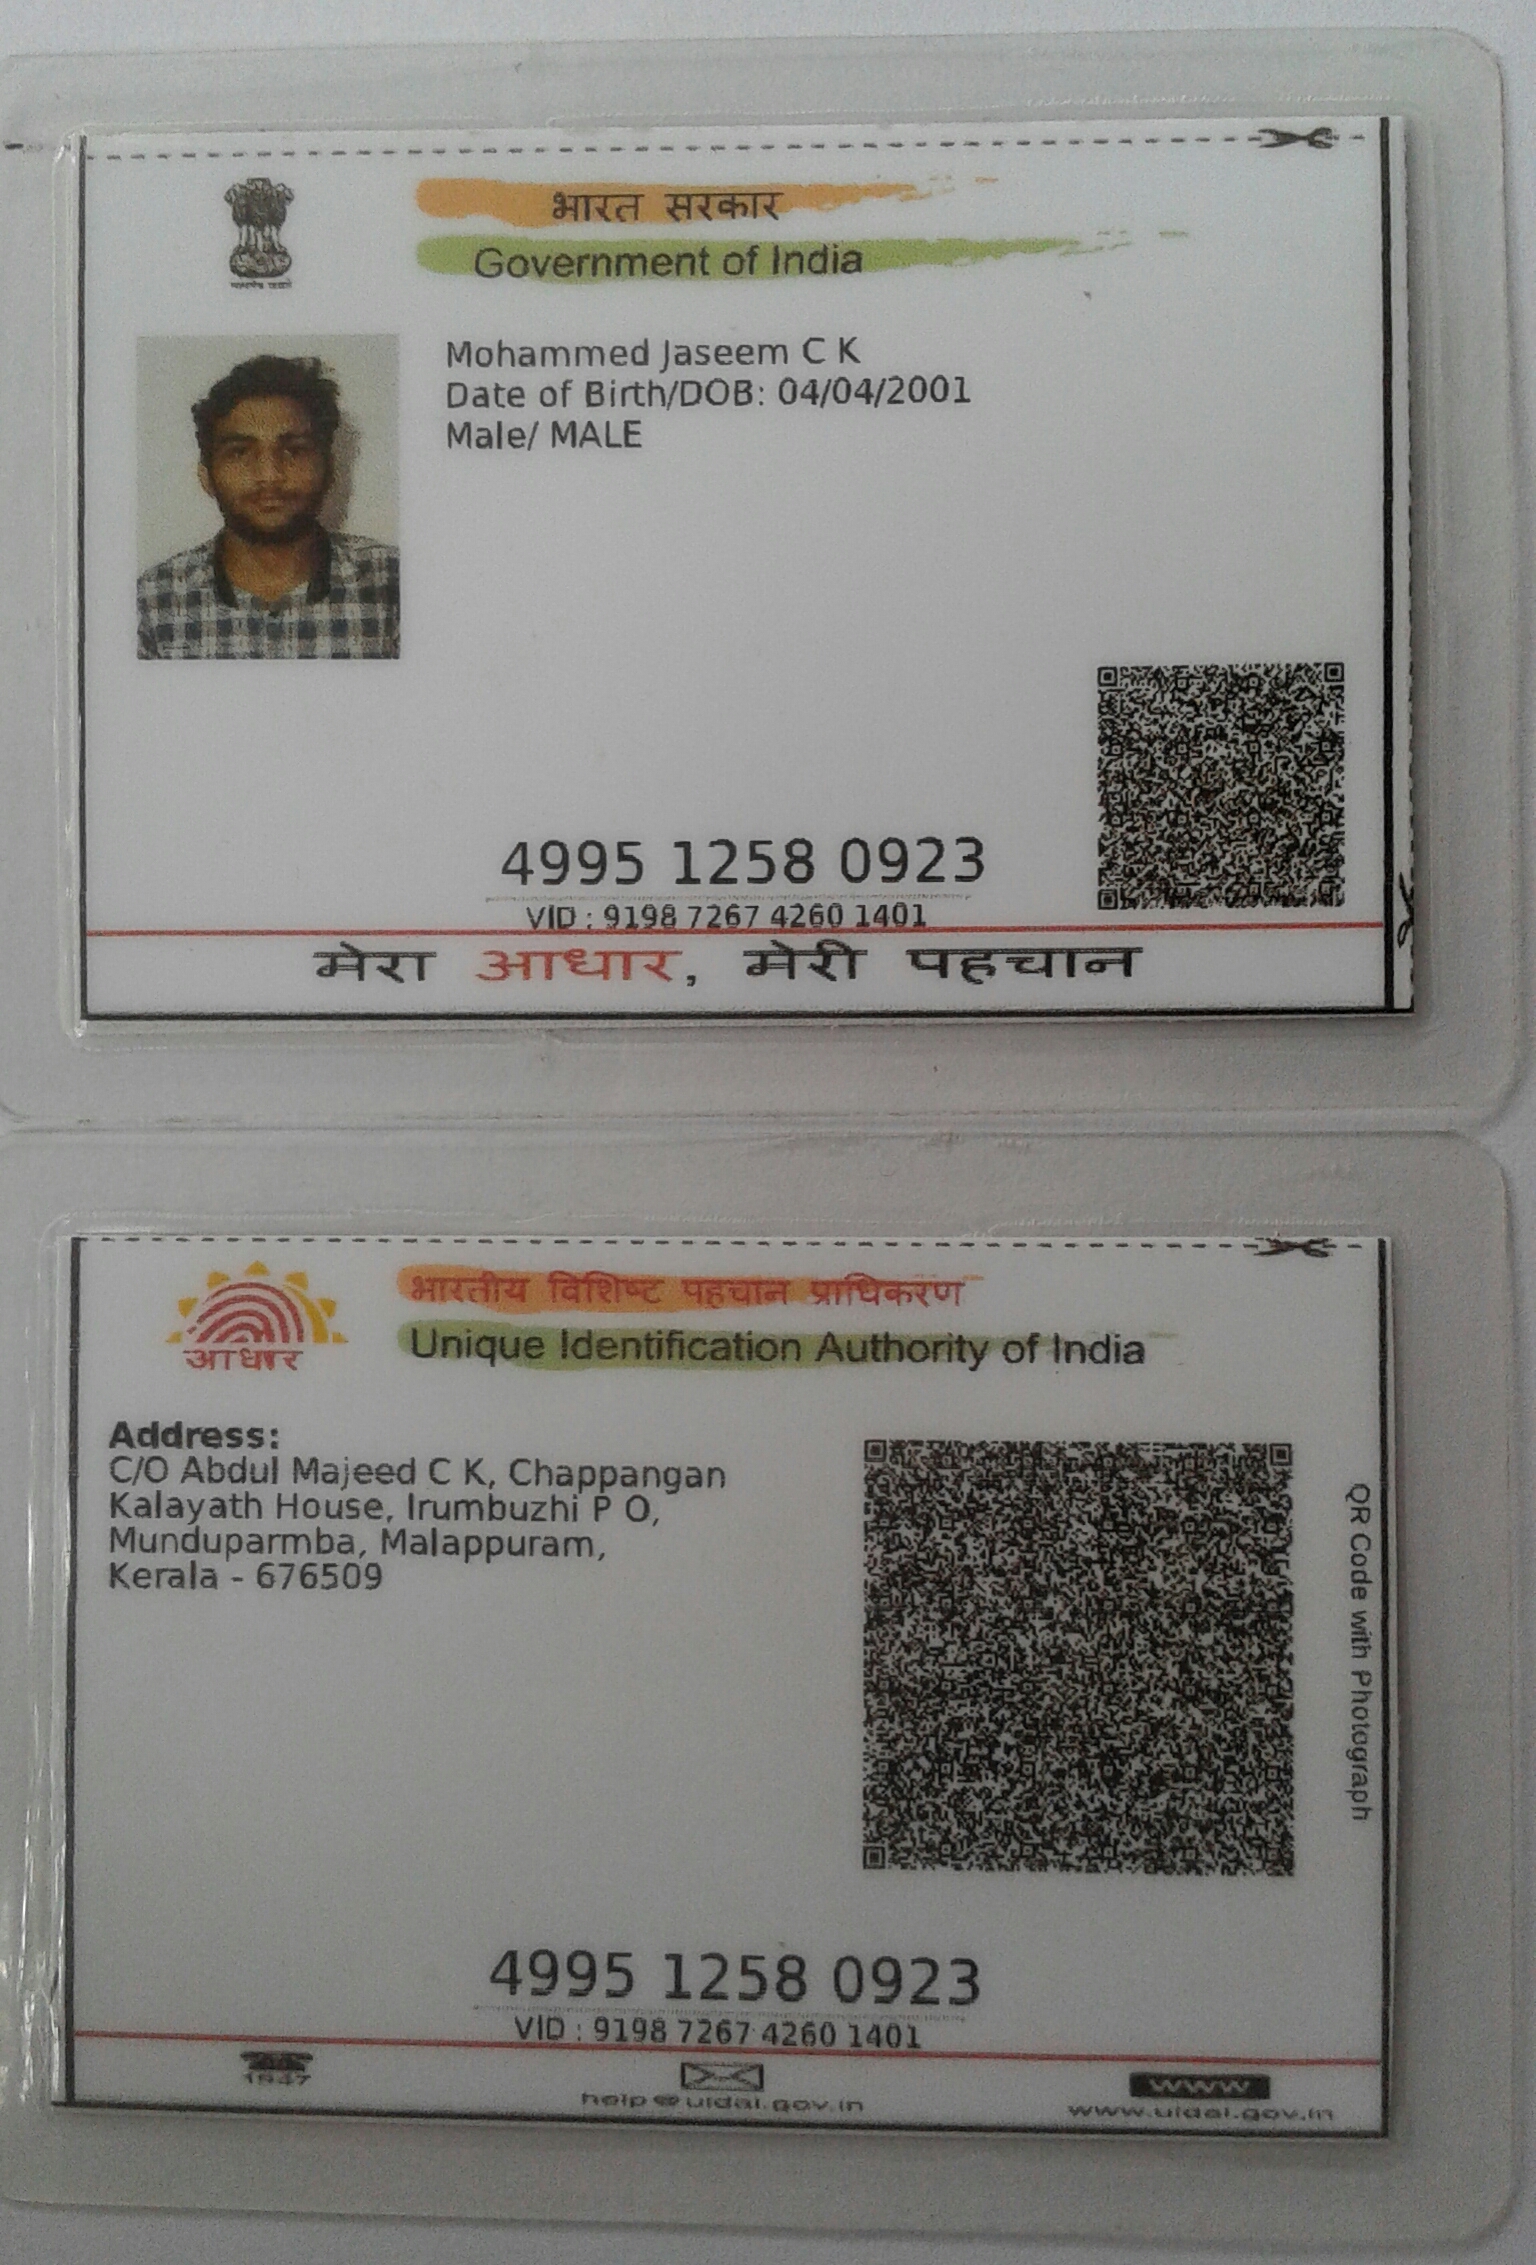 भारत सरकार
Government of India
Mohammed Jaseem C K
Date of Birth/DOB: 04/04/2001
Male/ MALE
4995 1258 0923
VID : 9198 7267 4260 1401
मेरा आधार, मेरी पहचान
भारतीय विशिष्ट पहचान प्राधिकरण
Unique Identification Authority of India
आधार
Address:
C/O Abdul Majeed C K, Chappangan
Kalayath House, Irumbuzhi P O,
Munduparmba, Malappuram,
Kerala - 676509
QR Code with Photograph
4995 1258 0923
VID : 9198 7267 4260 1401
1947
help@uidai.gov.in
www
www.uidai.gov.in